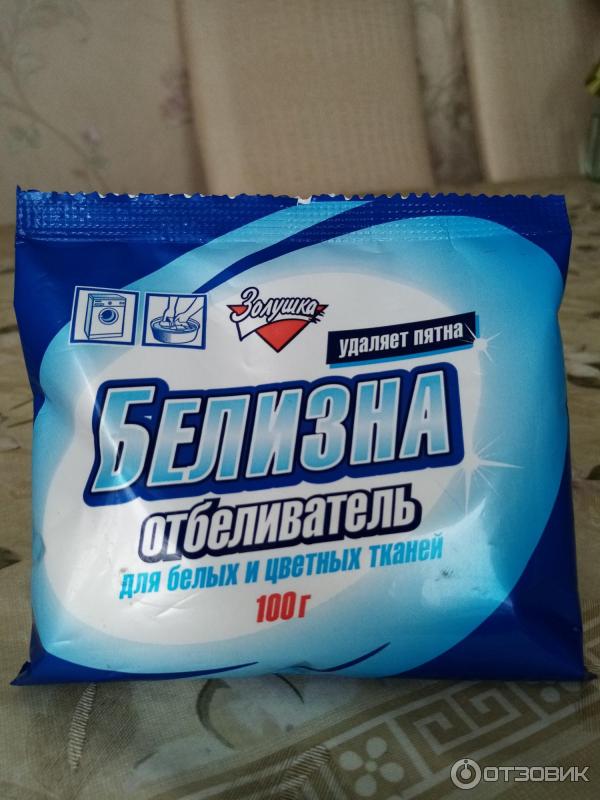 Золушка
удаляет пятна
БЕЛИЗНА
отбеливатель
для белых и цветных тканей
100 г
ОТЗОВИК